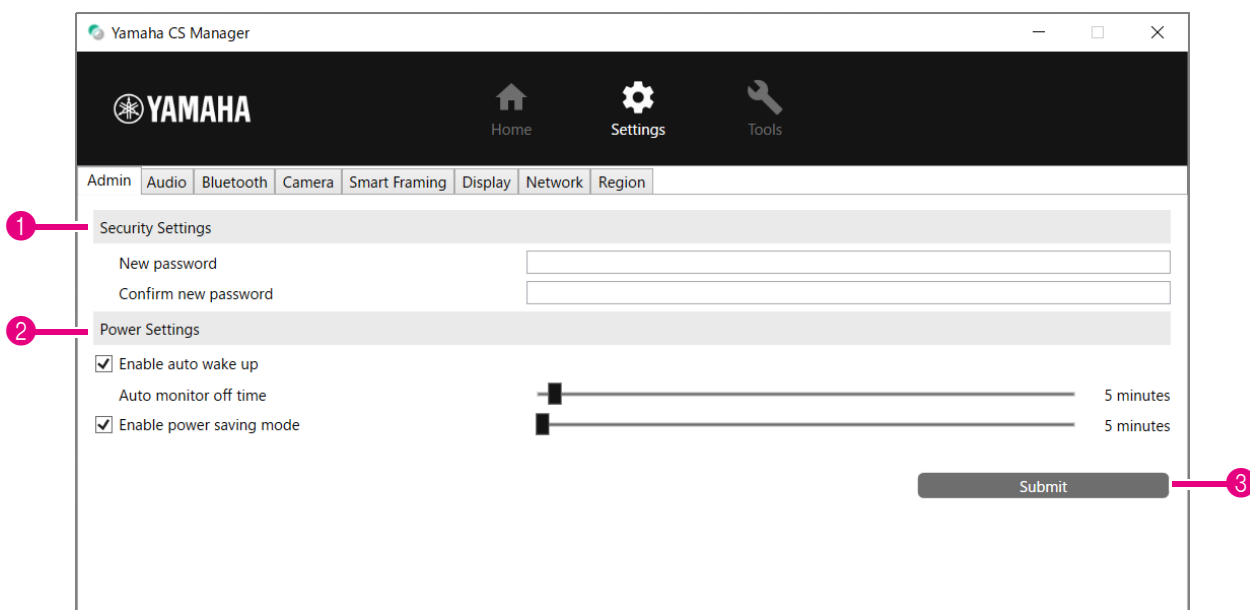 Yamaha CS Manager
YAMAHA
Home Settings Tools
Admin Audio Bluetooth Camera Smart Framing Display Network Region
1 Security Settings
New password
Confirm new password
2 Power Settings
Enable auto wake up
Auto monitor off time 5 minutes
Enable power saving mode 5 minutes
Submit 3